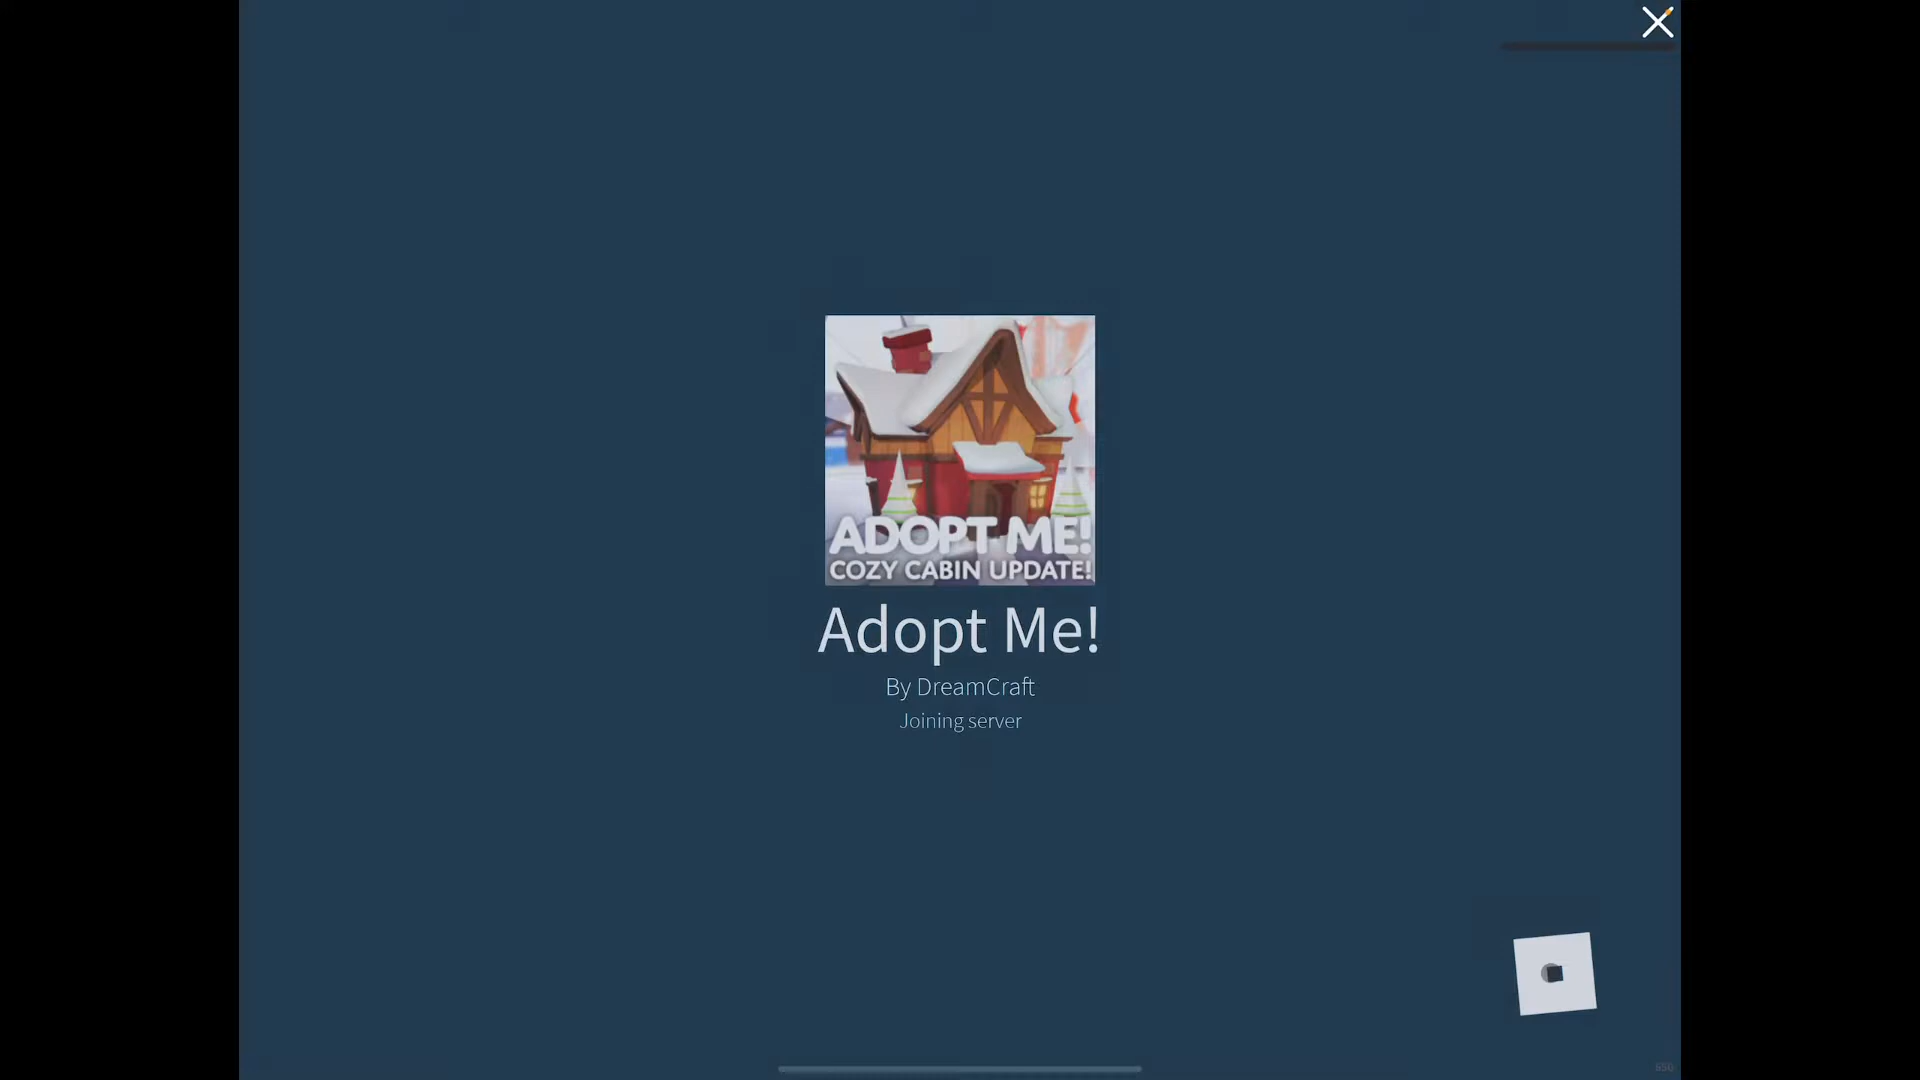 ADOPT ME!
COZY CABIN UPDATE!
Adopt Me!
By DreamCraft
Joining server